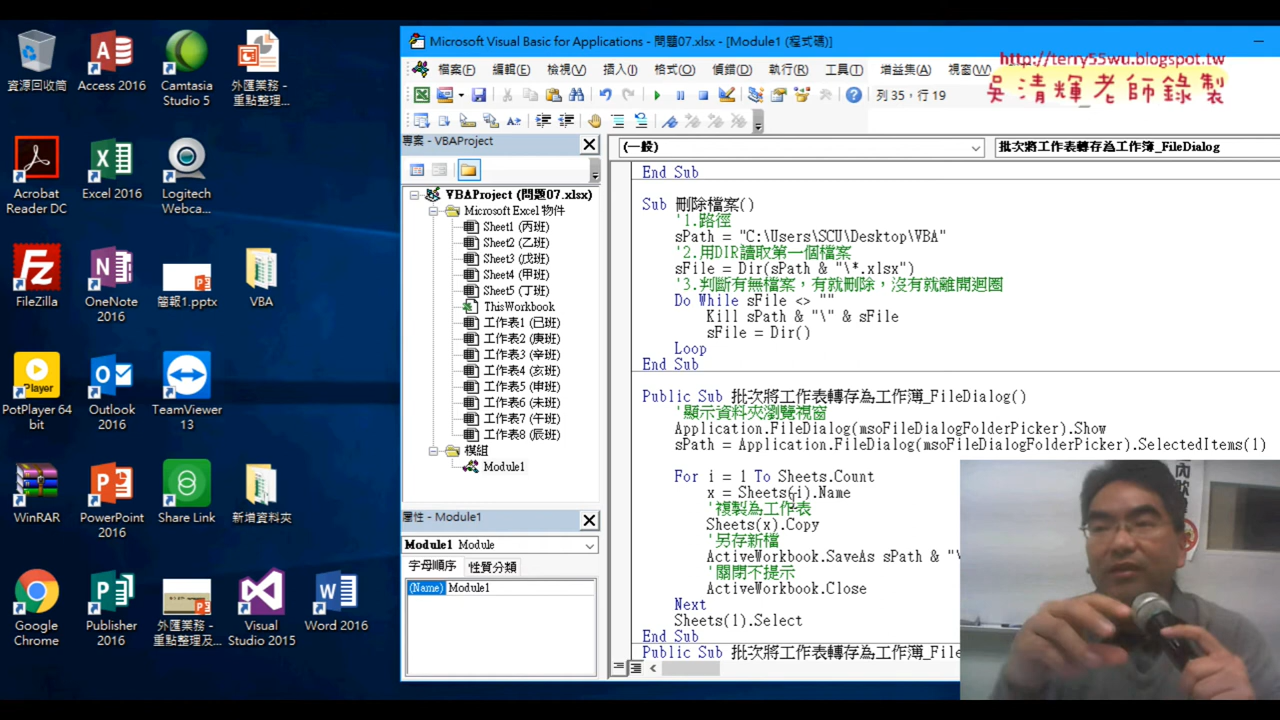 資源回收筒
Access 2016
Camtasia Studio 5
外匯業務 - 重點整理...
Acrobat Reader DC
Excel 2016
Logitech Webca...
FileZilla
OneNote 2016
簡報1.pptx
VBA
PotPlayer 64 bit
Outlook 2016
TeamViewer 13
WinRAR
PowerPoint 2016
Share Link
新增資料夾
Google Chrome
Publisher 2016
外匯業務 - 重點整理及...
Visual Studio 2015
Word 2016
Microsoft Visual Basic for Applications - 問題07.xlsx - [Module1 (程式碼)]
http://terry55wu.blogspot.tw
吳清輝老師錄製
檔案(F) 編輯(E) 檢視(V) 插入(I) 格式(O) 偵錯(D) 執行(R) 工具(T) 增益集(A) 視窗(W)
列 35，行 19
專案 - VBAProject
VBAProject (問題07.xlsx)
Microsoft Excel 物件
Sheet1 (丙班)
Sheet2 (乙班)
Sheet3 (戊班)
Sheet4 (甲班)
Sheet5 (丁班)
ThisWorkbook
工作表1 (己班)
工作表2 (庚班)
工作表3 (辛班)
工作表4 (亥班)
工作表5 (申班)
工作表6 (未班)
工作表7 (午班)
工作表8 (辰班)
模組
Module1
屬性 - Module1
Module1 Module
字母順序 性質分類
(Name) Module1
(一般) 批次將工作表轉存為工作簿_FileDialog
End Sub
Sub 刪除檔案()
'1.路徑
sPath = "C:\Users\SCU\Desktop\VBA"
'2.用DIR讀取第一個檔案
sFile = Dir(sPath & "\*.xlsx")
'3.判斷有無檔案，有就刪除，沒有就離開迴圈
Do While sFile <> ""
Kill sPath & "\" & sFile
sFile = Dir()
Loop
End Sub
Public Sub 批次將工作表轉存為工作簿_FileDialog()
'顯示資料夾瀏覽視窗
Application.FileDialog(msoFileDialogFolderPicker).Show
sPath = Application.FileDialog(msoFileDialogFolderPicker).SelectedItems(1)
For i = 1 To Sheets.Count
x = Sheets(i).Name
'複製為工作表
Sheets(x).Copy
'另存新檔
ActiveWorkbook.SaveAs sPath & "\
'關閉不提示
ActiveWorkbook.Close
Next
Sheets(1).Select
End Sub
Public Sub 批次將工作表轉存為工作簿_Fil